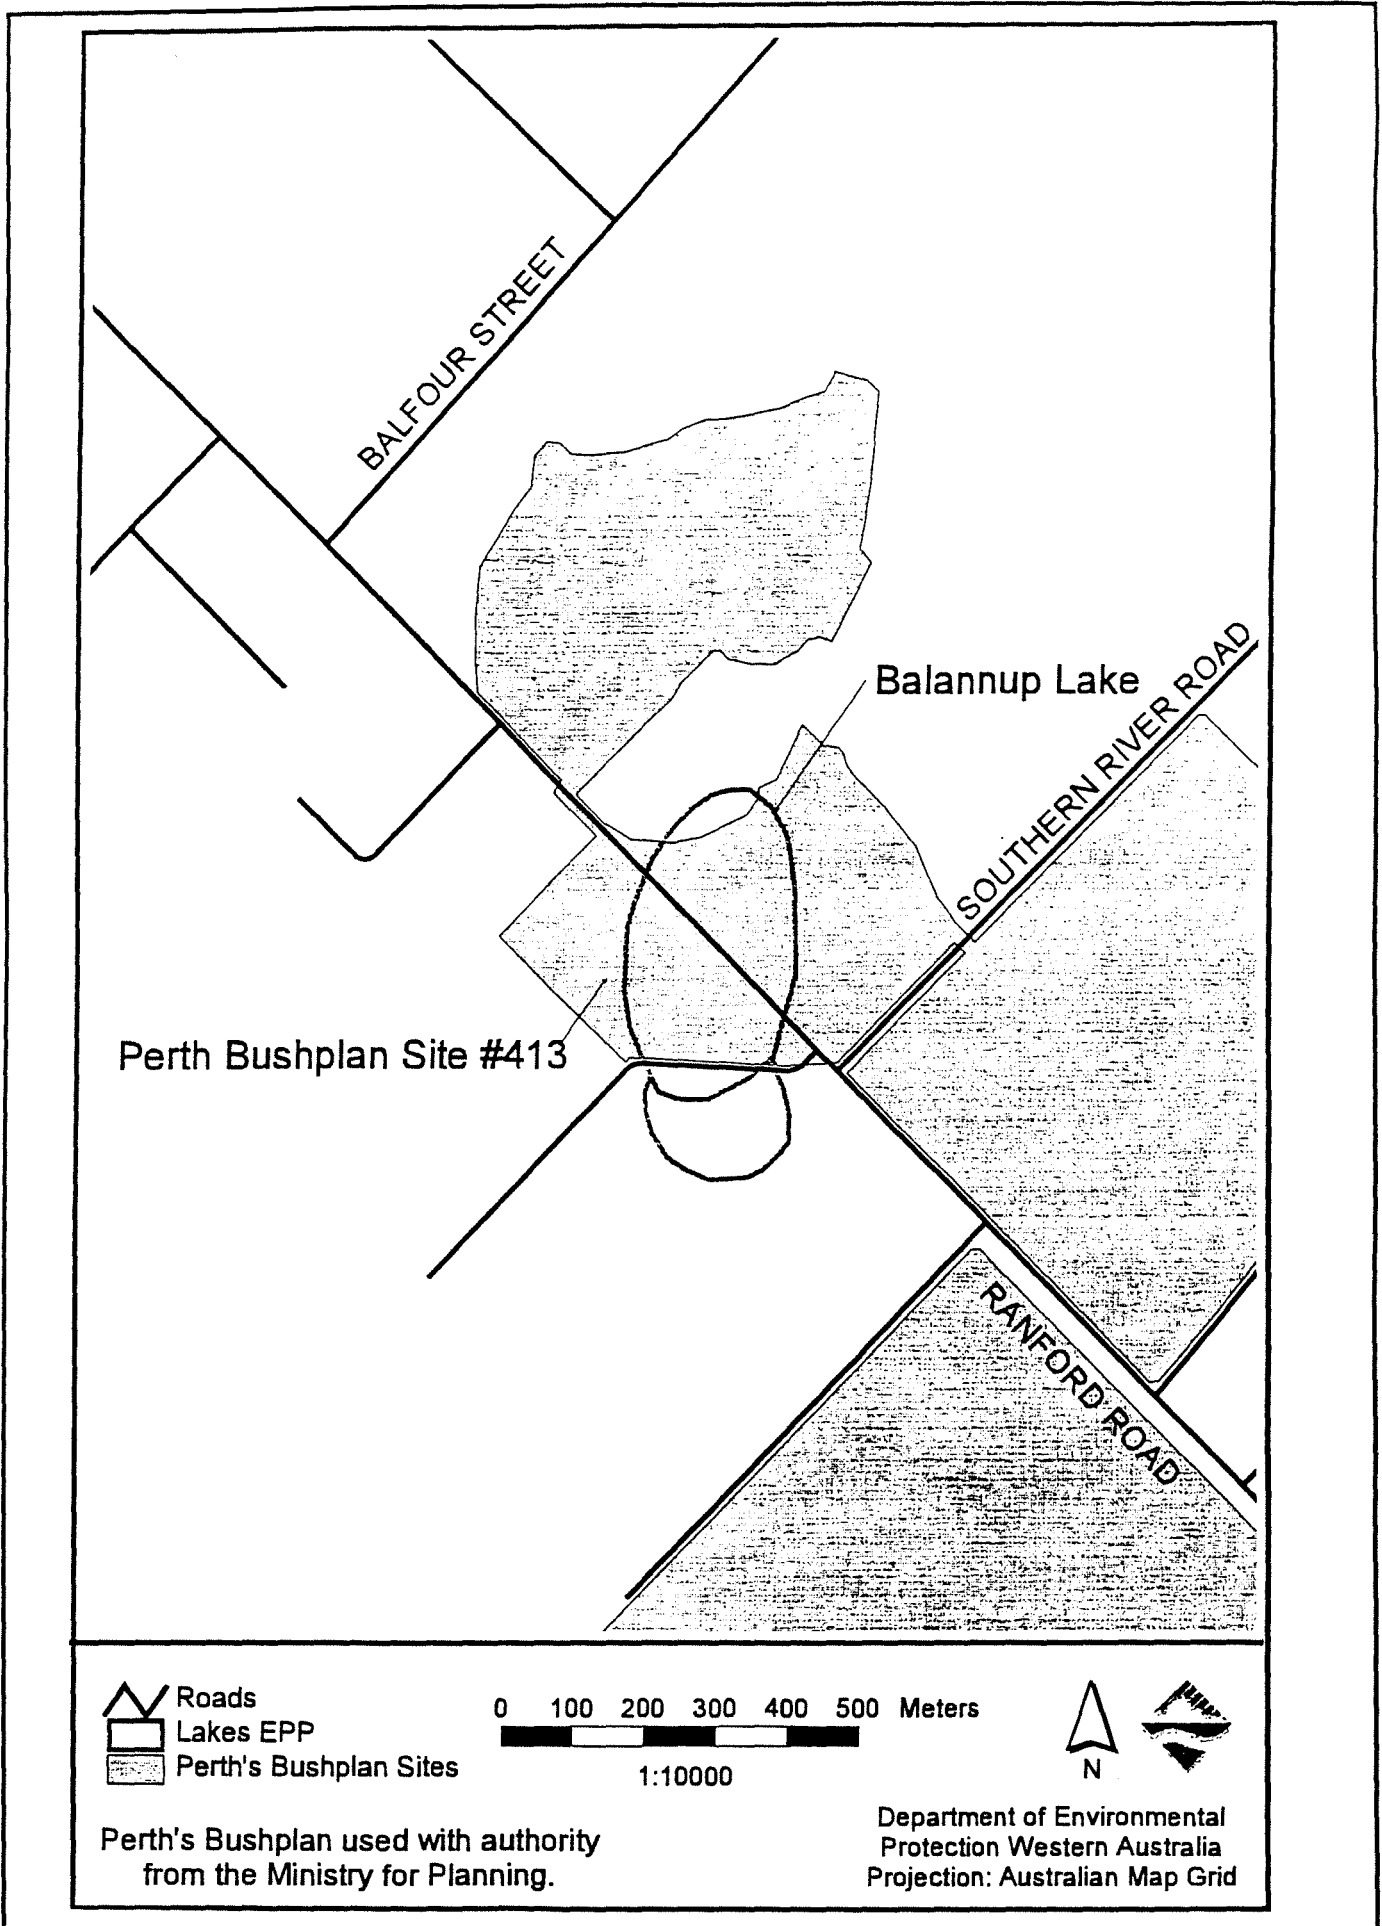 BALFOUR STREET
Balannup Lake
SOUTHERN RIVER ROAD
Perth Bushplan Site #413
RANFORD ROAD
Roads
Lakes EPP
Perth's Bushplan Sites
0 100 200 300 400 500 Meters
1:10000
N
Perth's Bushplan used with authority
from the Ministry for Planning.
Department of Environmental
Protection Western Australia
Projection: Australian Map Grid